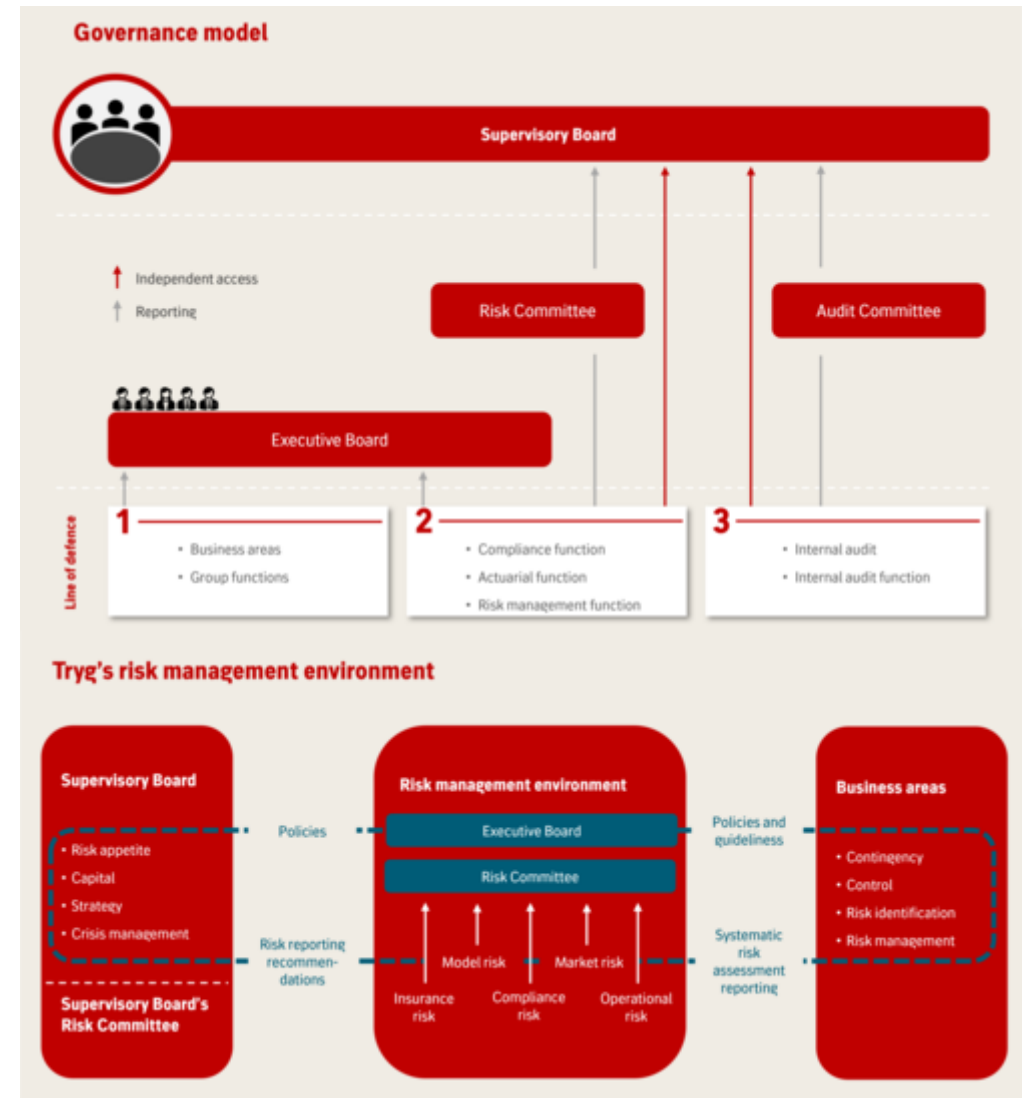 Governance model
Supervisory Board
Independent access
Reporting
Risk Committee
Audit Committee
Executive Board
Line of defence
1
• Business areas
• Group functions
2
• Compliance function
• Actuarial function
• Risk management function
3
• Internal audit
• Internal audit function
Tryg's risk management environment
Supervisory Board
• Risk appetite
• Capital
• Strategy
• Crisis management
Supervisory Board's
Risk Committee
Policies
Risk reporting
recommen-
dations
Risk management environment
Executive Board
Risk Committee
Model risk
Market risk
Insurance
risk
Compliance
risk
Operational
risk
Policies and
guideliness
Systematic
risk
assessment
reporting
Business areas
• Contingency
• Control
• Risk identification
• Risk management